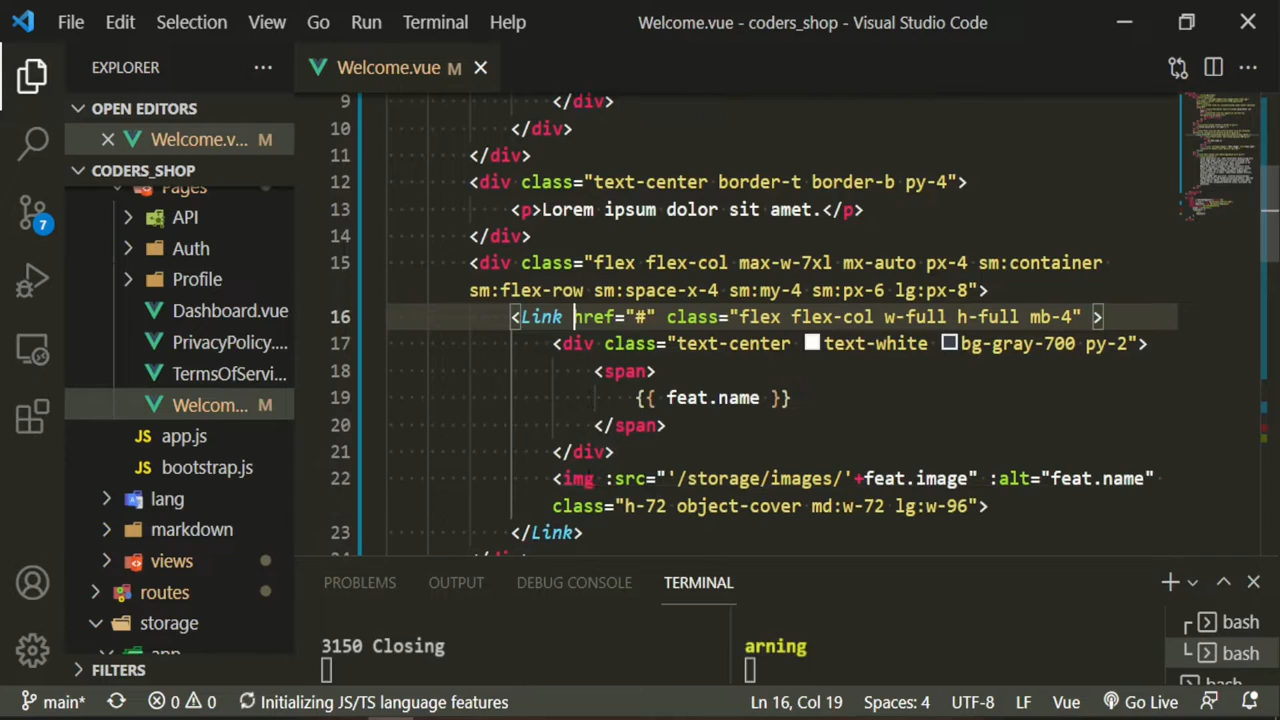 File Edit Selection View Go Run Terminal Help Welcome.vue - coders_shop - Visual Studio Code
EXPLORER
Welcome.vue M
OPEN EDITORS
Welcome.v... M
CODERS_SHOP
Pages
API
Auth
Profile
Dashboard.vue
PrivacyPolicy....
TermsOfServi...
Welcom... M
app.js
bootstrap.js
lang
markdown
views
routes
storage
app
FILTERS
7
9 </div>
10 </div>
11 </div>
12 <div class="text-center border-t border-b py-4">
13 <p>Lorem ipsum dolor sit amet.</p>
14 </div>
15 <div class="flex flex-col max-w-7xl mx-auto px-4 sm:container
sm:flex-row sm:space-x-4 sm:my-4 sm:px-6 lg:px-8">
16 <Link href="#" class="flex flex-col w-full h-full mb-4" >
17 <div class="text-center text-white bg-gray-700 py-2">
18 <span>
19 {{ feat.name }}
20 </span>
21 </div>
22 <img :src="'/storage/images/'+feat.image" :alt="feat.name"
class="h-72 object-cover md:w-72 lg:w-96">
23 </Link>
PROBLEMS OUTPUT DEBUG CONSOLE TERMINAL
3150 Closing
arning
bash
bash
bash
main* 0 0 Initializing JS/TS language features Ln 16, Col 19 Spaces: 4 UTF-8 LF Vue Go Live